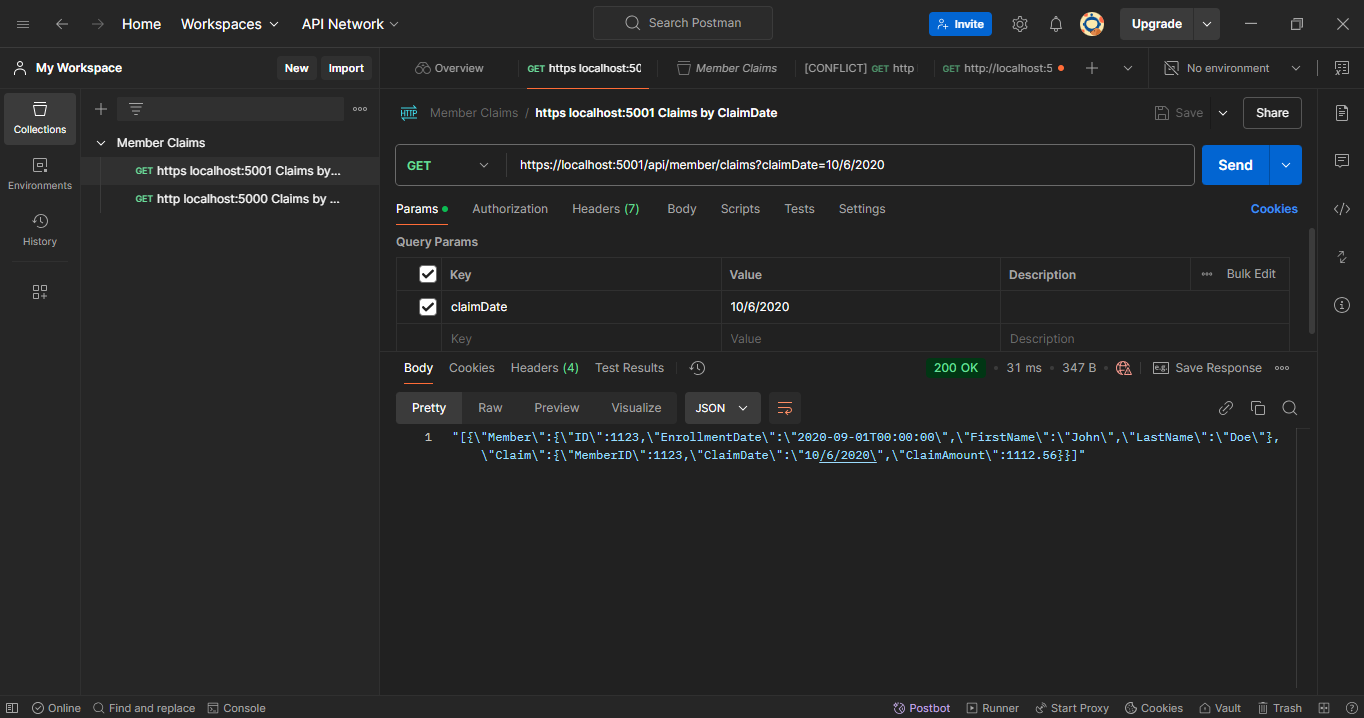 Home Workspaces API Network Search Postman Invite Upgrade
My Workspace New Import Overview GET https localhost:50 Member Claims [CONFLICT] GET http GET http://localhost:5 No environment
Collections
Environments
History
Member Claims
GET https localhost:5001 Claims by...
GET http localhost:5000 Claims by ...
HTTP Member Claims / https localhost:5001 Claims by ClaimDate Save Share
GET https://localhost:5001/api/member/claims?claimDate=10/6/2020 Send
Params Authorization Headers (7) Body Scripts Tests Settings Cookies
Query Params
Key Value Description Bulk Edit
claimDate 10/6/2020
Key Value Description
Body Cookies Headers (4) Test Results 200 OK 31 ms 347 B e.g. Save Response
Pretty Raw Preview Visualize JSON
1 "[{\"Member\":{\"ID\":1123,\"EnrollmentDate\":\"2020-09-01T00:00:00\",\"FirstName\":\"John\",\"LastName\":\"Doe\"},
\"Claim\":{\"MemberID\":1123,\"ClaimDate\":\"10/6/2020\",\"ClaimAmount\":1112.56}}]"
Online Find and replace Console Postbot Runner Start Proxy Cookies Vault Trash